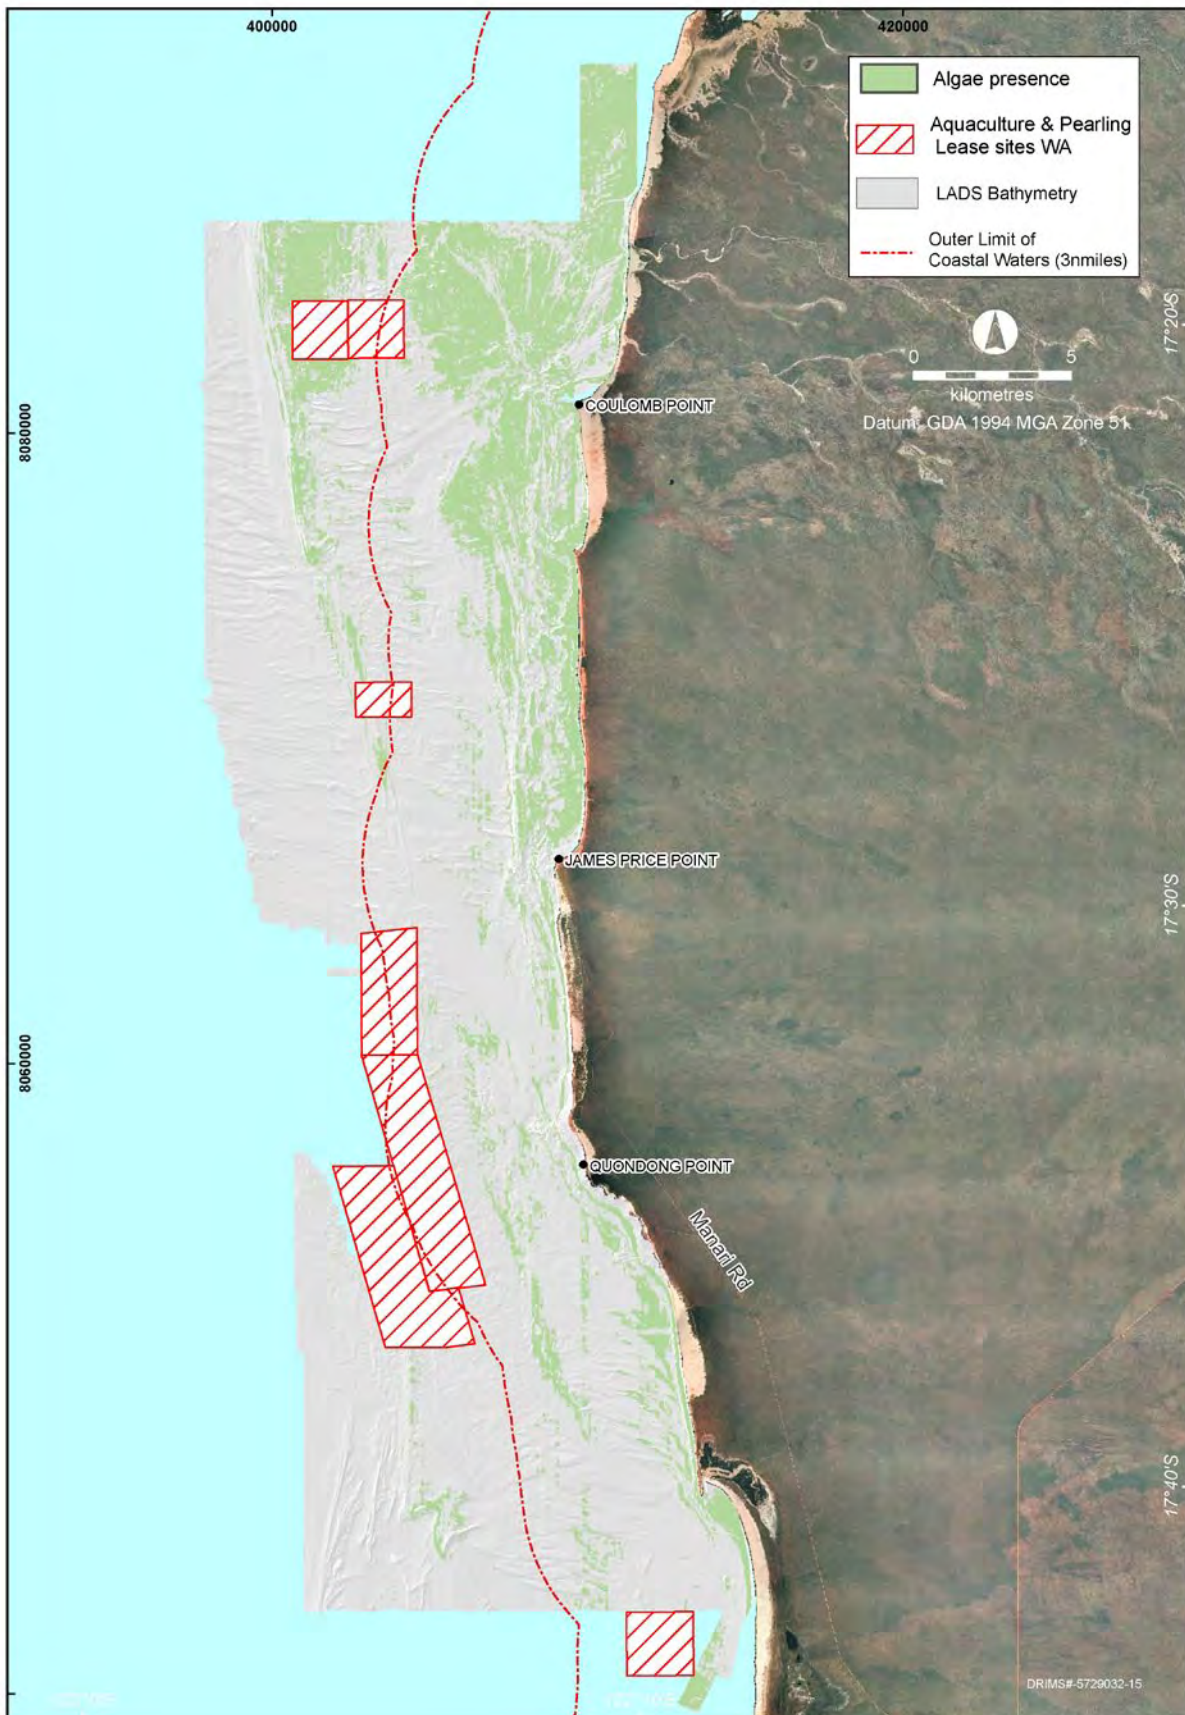 400000
420000
Algae presence
Aquaculture & Pearling
Lease sites WA
LADS Bathymetry
Outer Limit of
Coastal Waters (3nmiles)
17°20'S
0
5
kilometres
Datum: GDA 1994 MGA Zone 51
COULOMB POINT
8080000
JAMES PRICE POINT
17°30'S
8060000
QUONDONG POINT
Manari Rd
17°40'S
DRIMS#-5729032-15